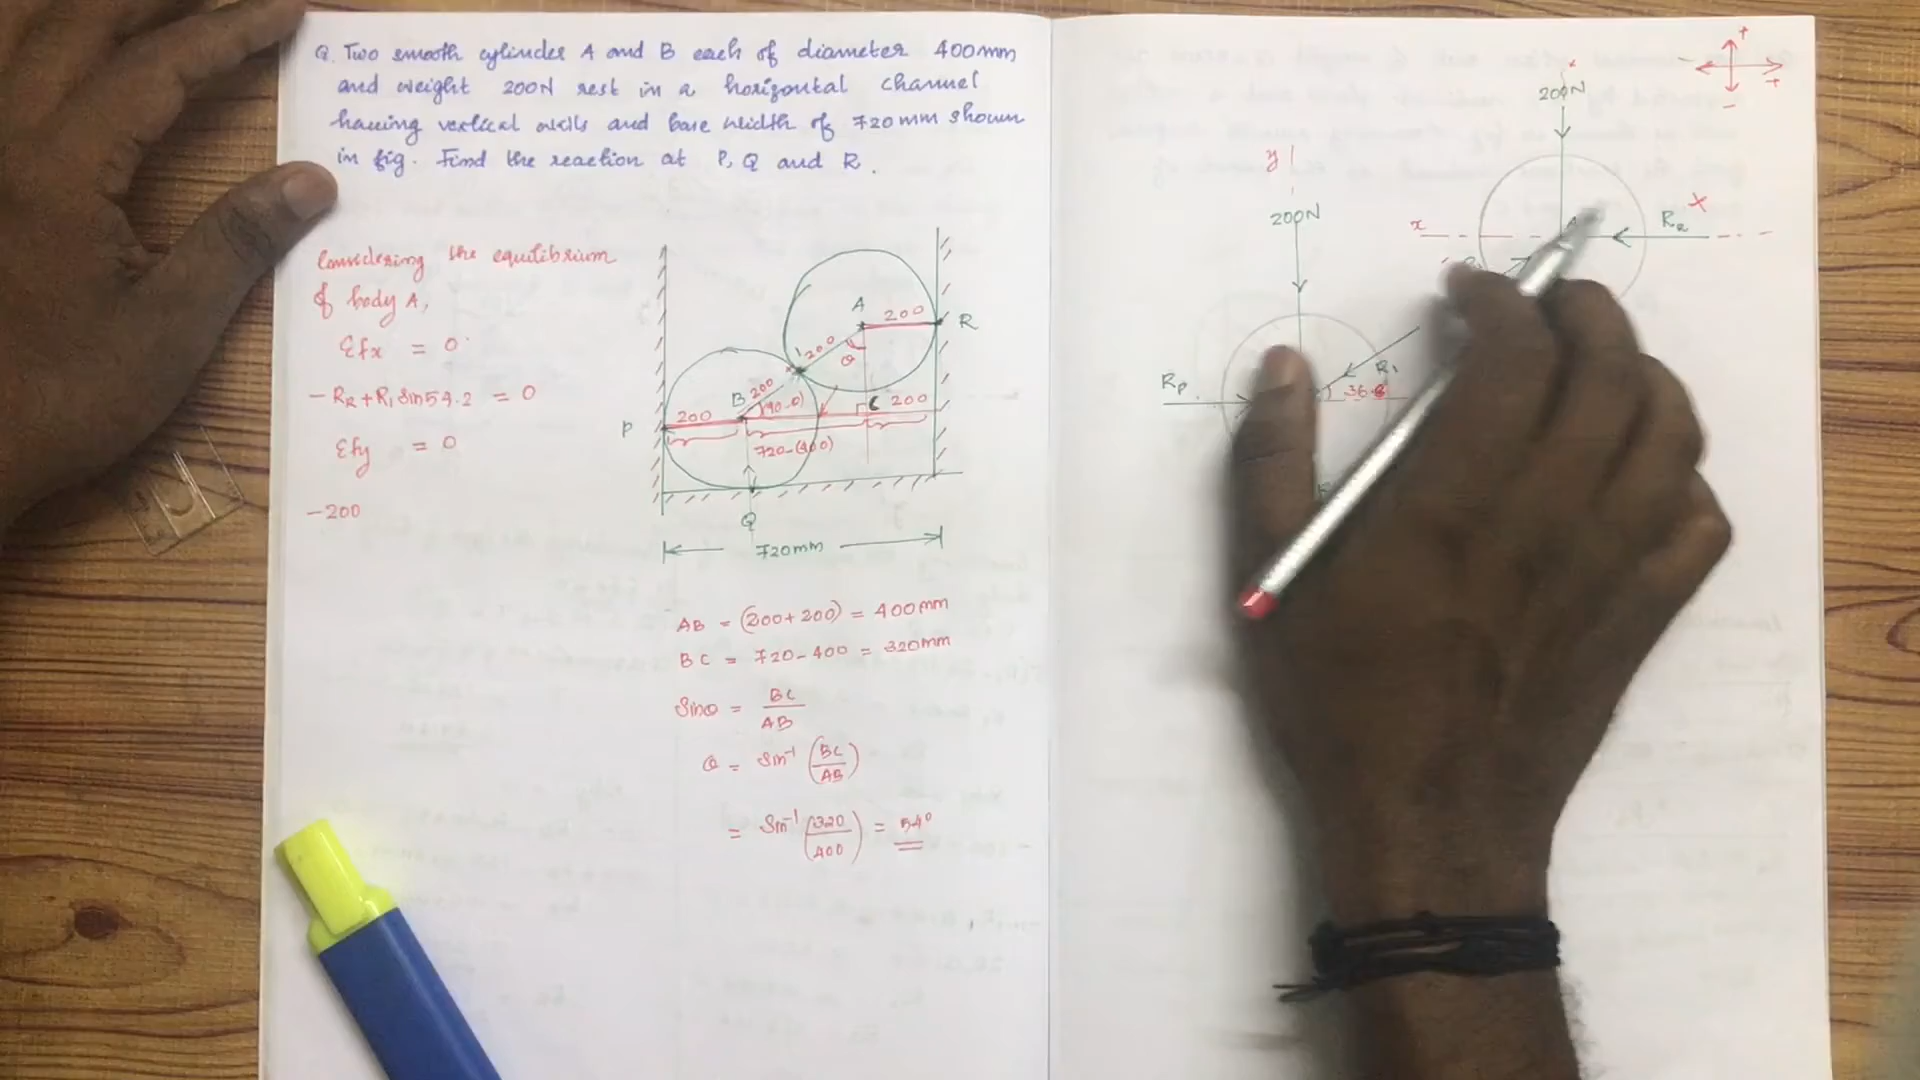 Q. Two smooth cylinder A and B each of diameter 400mm
and weight 200N rest in a horizontal channel
having vertical walls and base width of 720mm shown
in fig. Find the reaction at P, Q and R.
Considering the equilibrium
of body A,
Σfx = 0
- RR + R1 sin 59.2 = 0
Σfy = 0
-200
A
200
R
200
θ
B
200
(90-θ)
C
200
200
P
720-(400)
Q
720mm
AB = (200+200) = 400mm
BC = 720-400 = 320mm
Sinθ = BC/AB
θ = Sin⁻¹ (BC/AB)
= Sin⁻¹ (320/400) = 54°
+
-
+
-
200N
y
200N
x
RR
x
R1
RP
36.8